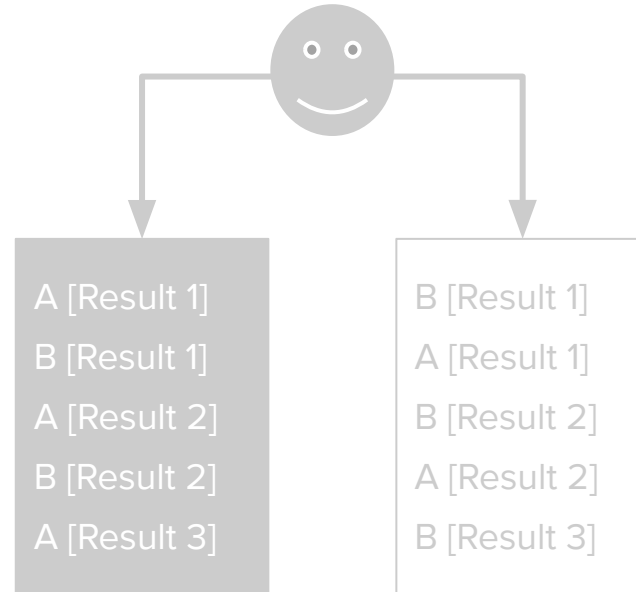 A [Result 1]
B [Result 1]
A [Result 2]
B [Result 2]
A [Result 3]
B [Result 1]
A [Result 1]
B [Result 2]
A [Result 2]
B [Result 3]